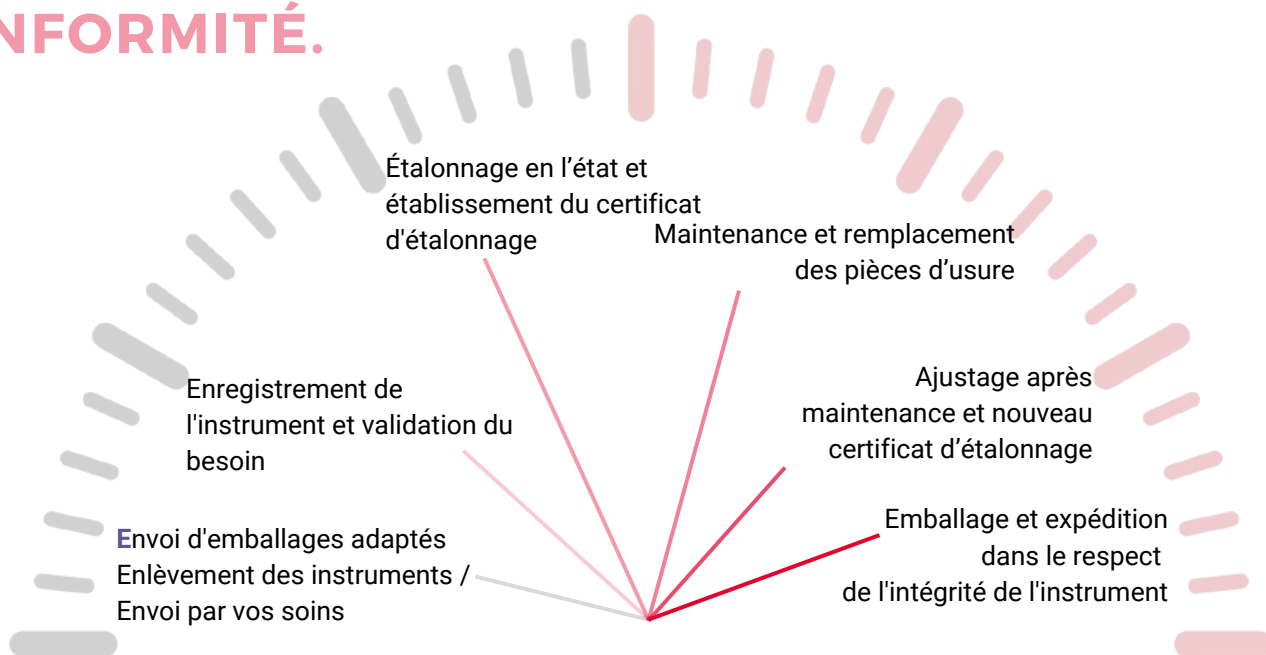 NFORMITÉ.
Étalonnage en l’état et
établissement du certificat
d'étalonnage
Maintenance et remplacement
des pièces d’usure
Enregistrement de
l'instrument et validation du
besoin
Ajustage après
maintenance et nouveau
certificat d’étalonnage
Envoi d'emballages adaptés
Enlèvement des instruments /
Envoi par vos soins
Emballage et expédition
dans le respect
de l'intégrité de l'instrument